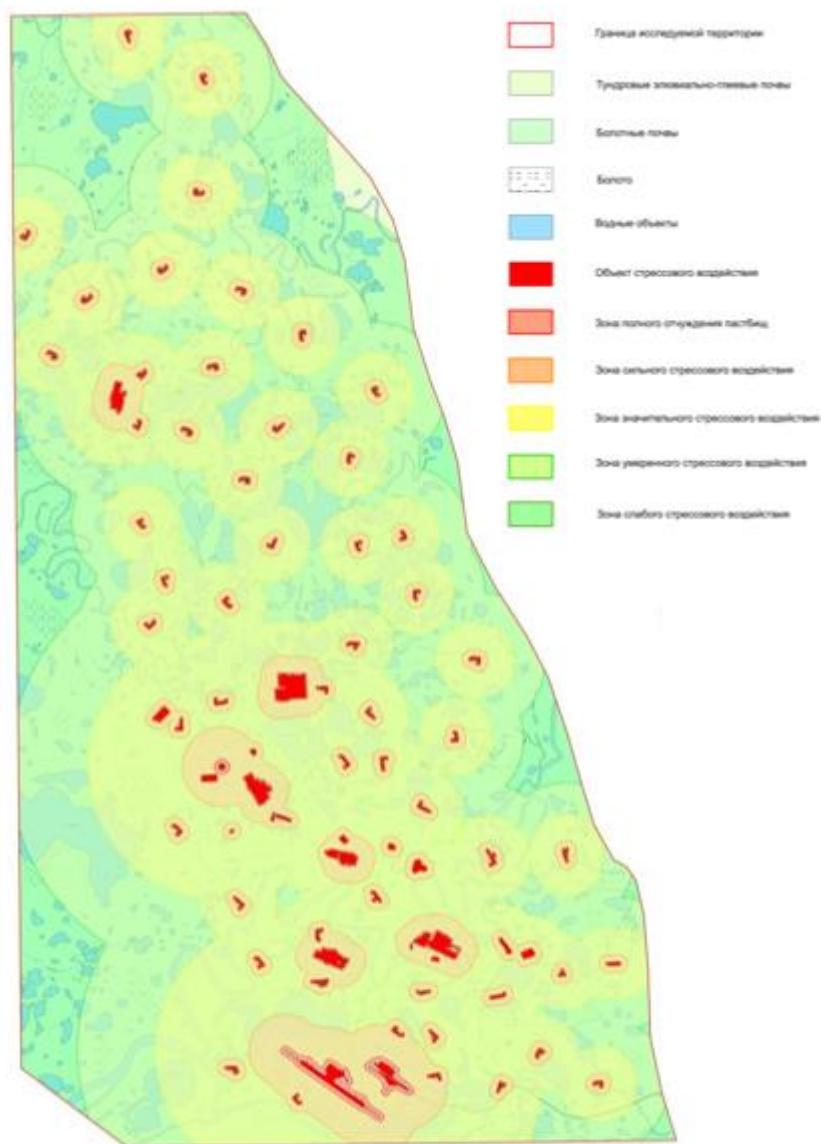 Граница исследуемой территории
Тундровые элювиально-глеевые почвы
Болотные почвы
Болото
Водные объекты
Объект стрессового воздействия
Зона полного отчуждения пастбищ
Зона сильного стрессового воздействия
Зона значительного стрессового воздействия
Зона умеренного стрессового воздействия
Зона слабого стрессового воздействия